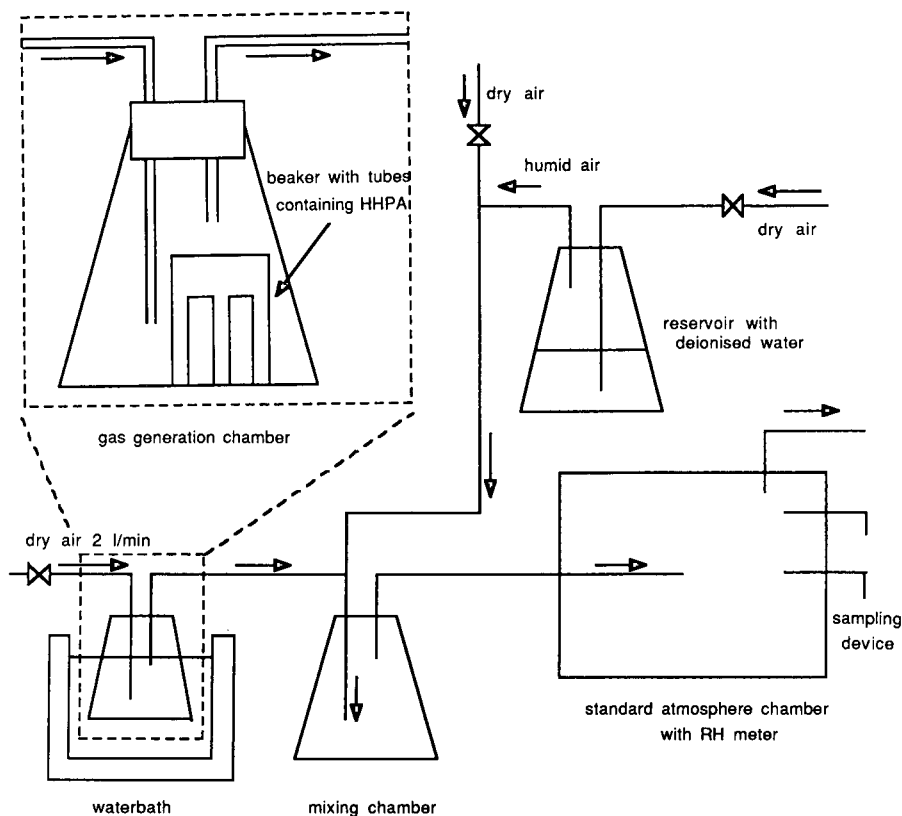 dry air
beaker with tubes
containing HHPA
humid air
dry air
reservoir with
deionised water
gas generation chamber
dry air 2 l/min
sampling
device
standard atmosphere chamber
with RH meter
waterbath
mixing chamber